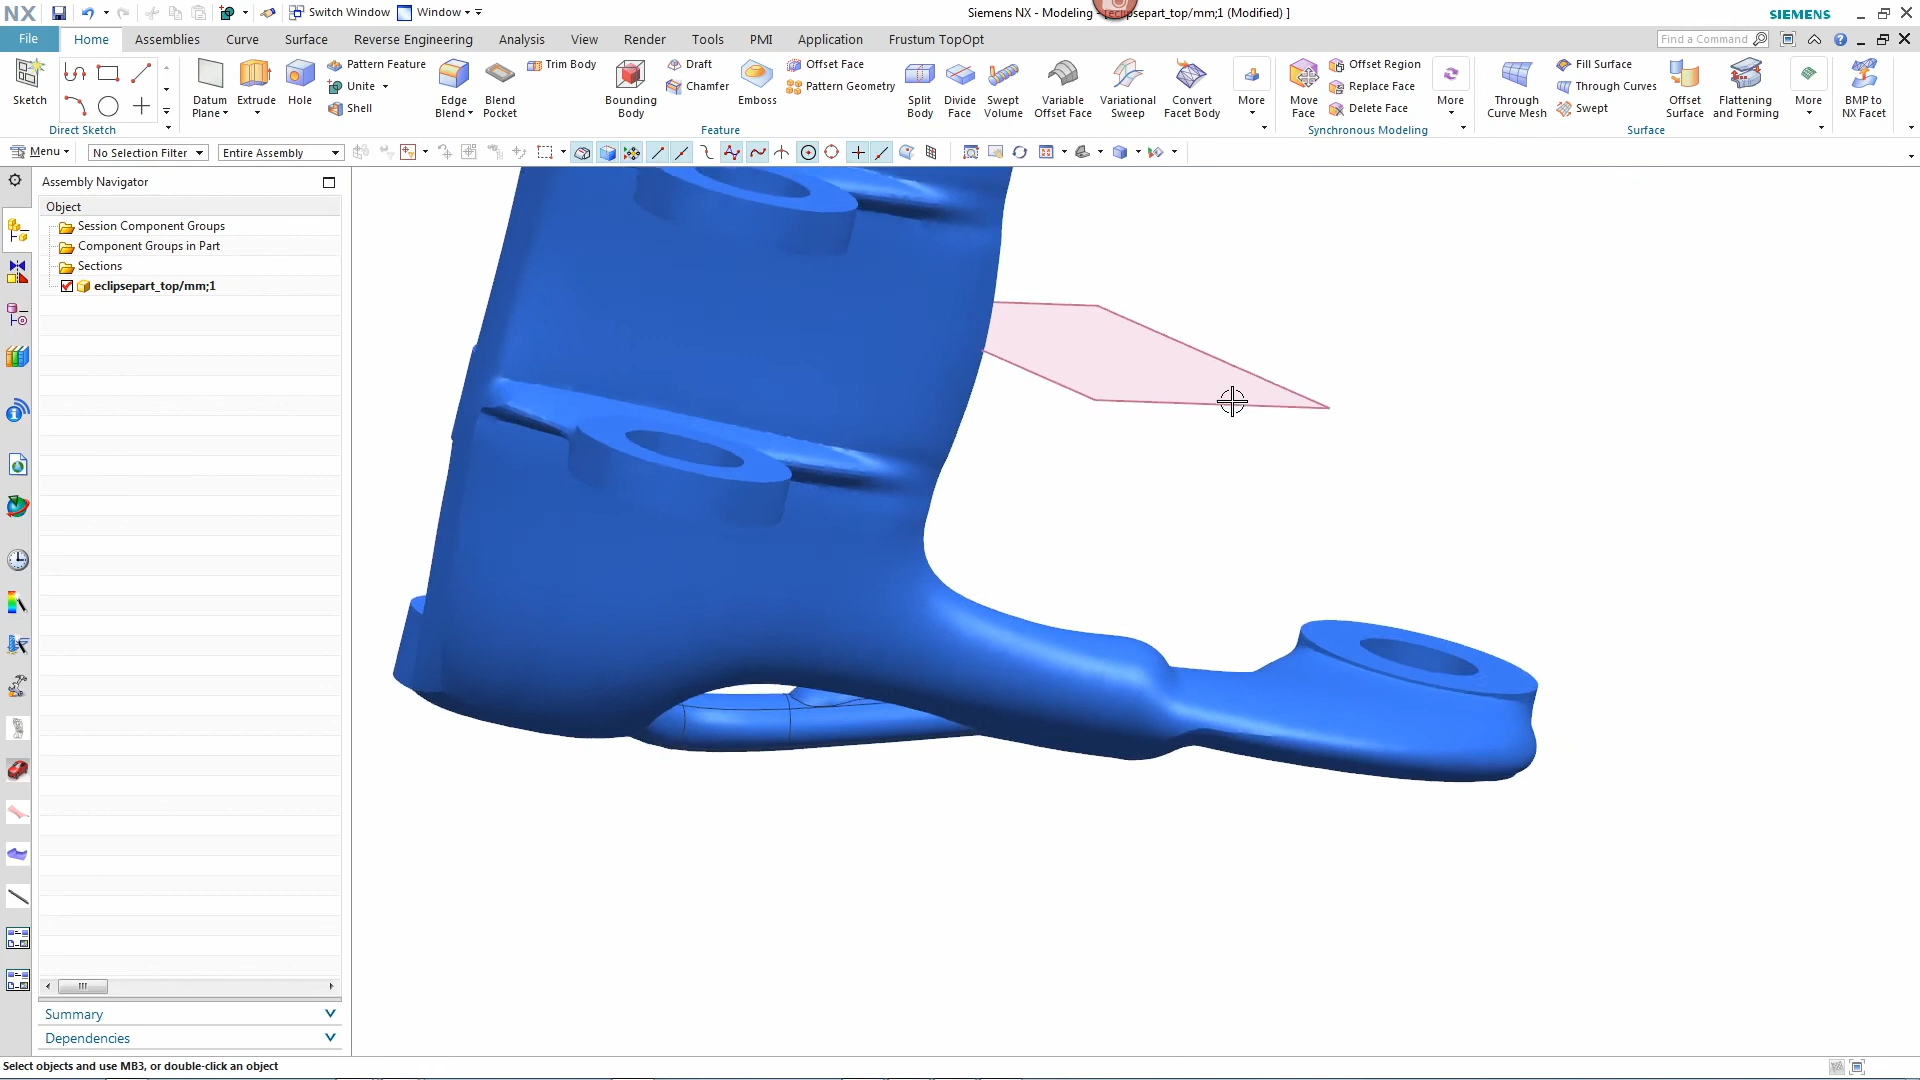 NX
Switch Window
Window
Siemens NX - Modeling - [eclipsepart_top/mm;1 (Modified) ]
SIEMENS
File
Home
Assemblies
Curve
Surface
Reverse Engineering
Analysis
View
Render
Tools
PMI
Application
Frustum TopOpt
Find a Command
Sketch
Datum Plane
Extrude
Hole
Pattern Feature
Unite
Shell
Edge Blend
Blend Pocket
Trim Body
Bounding Body
Draft
Chamfer
Emboss
Offset Face
Pattern Geometry
Split Body
Divide Face
Swept Volume
Variable Offset Face
Variational Sweep
Convert Facet Body
More
Move Face
Offset Region
Replace Face
Delete Face
More
Through Curve Mesh
Fill Surface
Through Curves
Swept
Offset Surface
Flattening and Forming
More
BMP to NX Facet
Direct Sketch
Feature
Synchronous Modeling
Surface
Menu
No Selection Filter
Entire Assembly
Assembly Navigator
Object
Session Component Groups
Component Groups in Part
Sections
eclipsepart_top/mm;1
Summary
Dependencies
Select objects and use MB3, or double-click an object